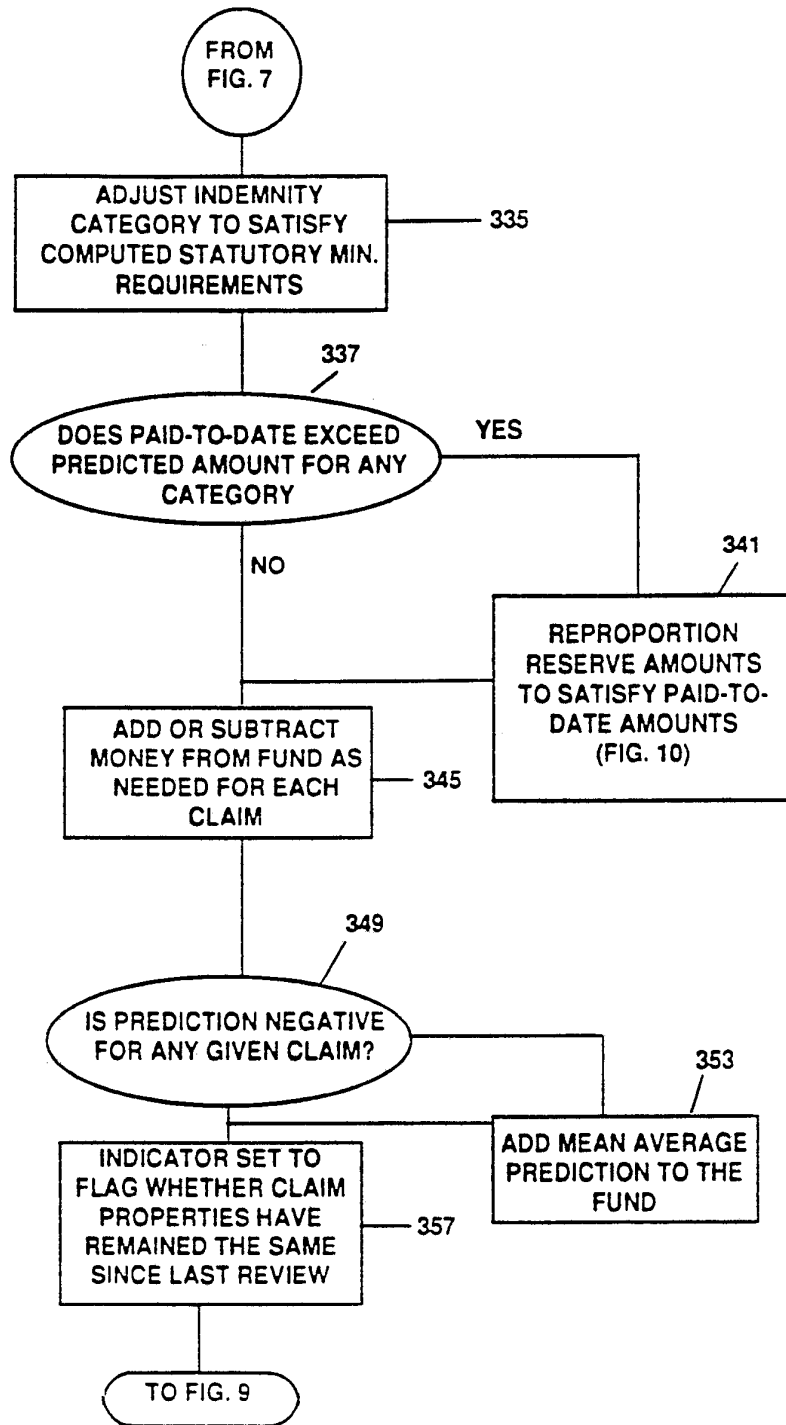 FROM
FIG. 7
ADJUST INDEMNITY
CATEGORY TO SATISFY
COMPUTED STATUTORY MIN.
REQUIREMENTS
335
337
DOES PAID-TO-DATE EXCEED
PREDICTED AMOUNT FOR ANY
CATEGORY
YES
NO
341
REPROPORTION
RESERVE AMOUNTS
TO SATISFY PAID-TO-
DATE AMOUNTS
(FIG. 10)
ADD OR SUBTRACT
MONEY FROM FUND AS
NEEDED FOR EACH
CLAIM
345
349
IS PREDICTION NEGATIVE
FOR ANY GIVEN CLAIM?
353
ADD MEAN AVERAGE
PREDICTION TO THE
FUND
INDICATOR SET TO
FLAG WHETHER CLAIM
PROPERTIES HAVE
REMAINED THE SAME
SINCE LAST REVIEW
357
TO FIG. 9